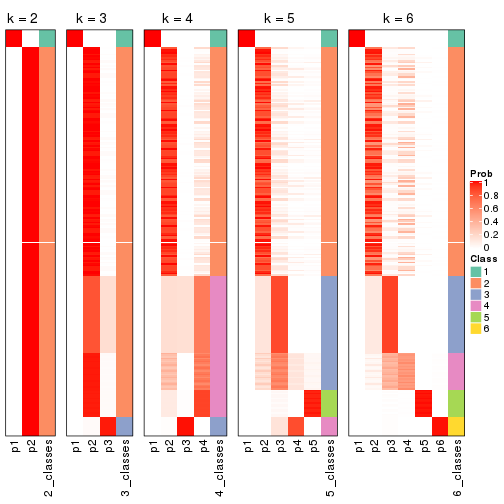 k = 2
k = 3
k = 4
k = 5
k = 6
p1
p2
2_classes
p1
p2
p3
3_classes
p1
p2
p3
p4
4_classes
p1
p2
p3
p4
p5
5_classes
p1
p2
p3
p4
p5
p6
6_classes
Prob
1
0.8
0.6
0.4
0.2
0
Class
1
2
3
4
5
6